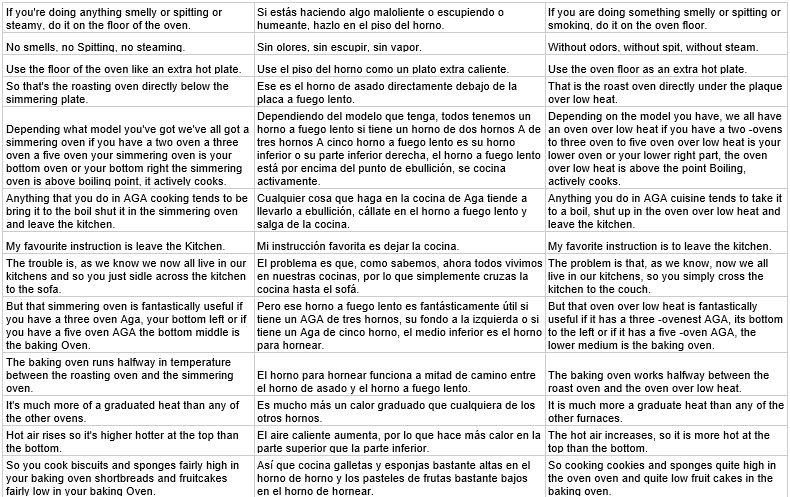 If you're doing anything smelly or spitting or
steamy, do it on the floor of the oven.
Si estás haciendo algo maloliente o escupiendo o
humeante, hazlo en el piso del horno.
If you are doing something smelly or spitting or
smoking, do it on the oven floor.
No smells, no Spitting, no steaming.
Sin olores, sin escupir, sin vapor.
Without odors, without spit, without steam.
Use the floor of the oven like an extra hot plate.
Use el piso del horno como un plato extra caliente.
Use the oven floor as an extra hot plate.
So that's the roasting oven directly below the
simmering plate.
Ese es el horno de asado directamente debajo de la
placa a fuego lento.
That is the roast oven directly under the plaque
over low heat.
Depending what model you've got we've all got a
simmering oven if you have a two oven a three
oven a five oven your simmering oven is your
bottom oven or your bottom right the simmering
oven is above boiling point, it actively cooks.
Dependiendo del modelo que tenga, todos tenemos un
horno a fuego lento si tiene un horno de dos hornos A de
tres hornos A cinco horno a fuego lento es su horno
inferior o su parte inferior derecha, el horno a fuego lento
está por encima del punto de ebullición, se cocina
activamente.
Depending on the model you have, we all have
an oven over low heat if you have a two -ovens
to three oven to five oven over low heat is your
lower oven or your lower right part, the oven
over low heat is above the point Boiling,
actively cooks.
Anything that you do in AGA cooking tends to be
bring it to the boil shut it in the simmering oven
and leave the kitchen.
Cualquier cosa que haga en la cocina de Aga tiende a
llevarlo a ebullición, cállate en el horno a fuego lento y
salga de la cocina.
Anything you do in AGA cuisine tends to take it
to a boil, shut up in the oven over low heat and
leave the kitchen.
My favourite instruction is leave the Kitchen.
Mi instrucción favorita es dejar la cocina.
My favorite instruction is to leave the kitchen.
The trouble is, as we know we now all live in our
kitchens and so you just sidle across the kitchen
to the sofa.
El problema es que, como sabemos, ahora todos vivimos
en nuestras cocinas, por lo que simplemente cruzas la
cocina hasta el sofá.
The problem is that, as we know, now we all
live in our kitchens, so you simply cross the
kitchen to the couch.
But that simmering oven is fantastically useful if
you have a three oven Aga, your bottom left or if
you have a five oven AGA the bottom middle is
the baking Oven.
Pero ese horno a fuego lento es fantásticamente útil si
tiene un AGA de tres hornos, su fondo a la izquierda o si
tiene un Aga de cinco horno, el medio inferior es el horno
para hornear.
But that oven over low heat is fantastically
useful if it has a three -ovenest AGA, its bottom
to the left or if it has a five -oven AGA, the
lower medium is the baking oven.
The baking oven runs halfway in temperature
between the roasting oven and the simmering
oven.
El horno para hornear funciona a mitad de camino entre
el horno de asado y el horno a fuego lento.
The baking oven works halfway between the
roast oven and the oven over low heat.
It's much more of a graduated heat than any of
the other ovens.
Es mucho más un calor graduado que cualquiera de los
otros hornos.
It is much more a graduate heat than any of the
other furnaces.
Hot air rises so it's higher hotter at the top than
the bottom.
El aire caliente aumenta, por lo que hace más calor en la
parte superior que la parte inferior.
The hot air increases, so it is more hot at the
top than the bottom.
So you cook biscuits and sponges fairly high in
your baking oven shortbreads and fruitcakes
fairly low in your baking Oven.
Así que cocina galletas y esponjas bastante altas en el
horno de horno y los pasteles de frutas bastante bajos
en el horno de hornear.
So cooking cookies and sponges quite high in
the oven oven and quite low fruit cakes in the
baking oven.